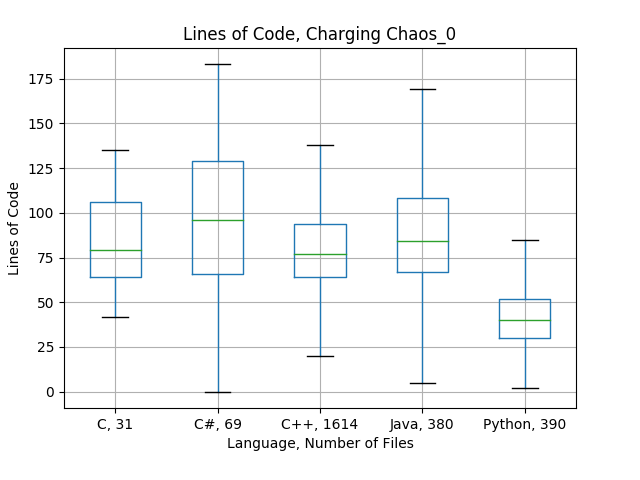 Lines of Code, Charging Chaos_0
175
150
125
100
75
50
25
0
Lines of Code
C, 31 C#, 69 C++, 1614 Java, 380 Python, 390
Language, Number of Files